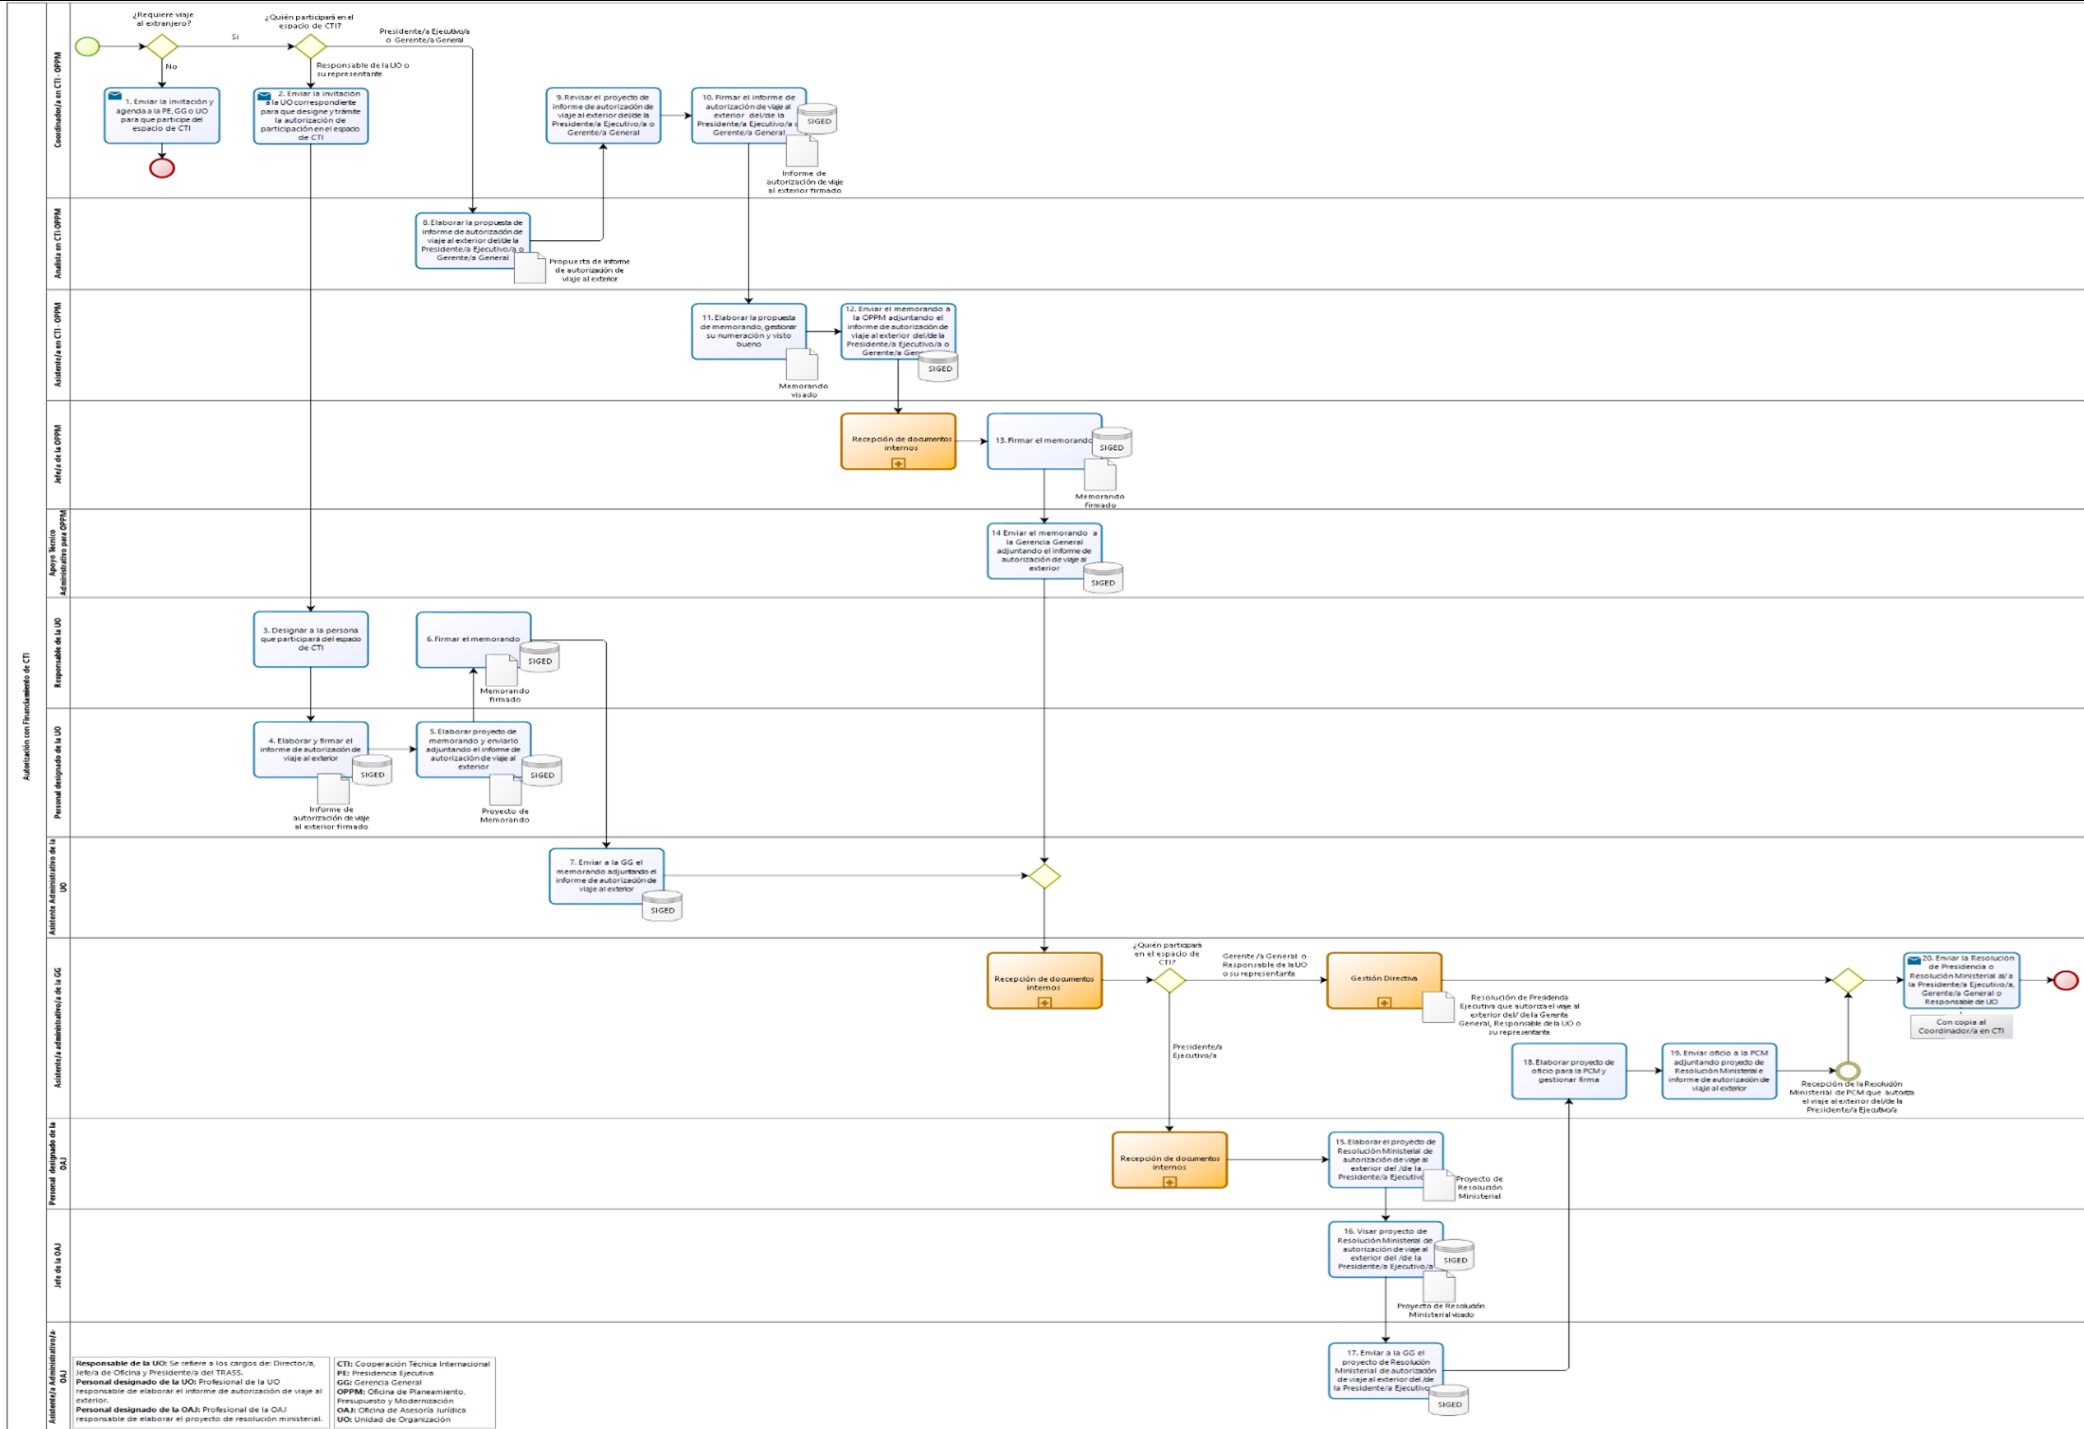 Autorización con Financiamiento de CTI
Coordinador/a en CTI - OPPM
¿Requiere viaje
al extranjero?
Si
No
¿Quién participará en el
espacio de CTI?
Presidente/a Ejecutivo/a
o Gerente/a General
Responsable de la UO o
su representante
1. Enviar la invitación y
agenda a la PE, GG o UO
para que participe del
espacio de CTI
2. Enviar la invitación
a la UO correspondiente
para que designe y trámite
la autorización de
participación en el espacio
de CTI
9. Revisar el proyecto de
informe de autorización de
viaje al exterior del/de la
Presidente/a Ejecutivo/a o
Gerente/a General
10. Firmar el informe de
autorización de viaje al
exterior del/de la
Presidente/a Ejecutivo/a o
Gerente/a General
SIGED
Informe de
autorización de viaje
al exterior firmado
Analista en CTI-OPPM
8. Elaborar la propuesta de
informe de autorización de
viaje al exterior del/de la
Presidente/a Ejecutivo/a o
Gerente/a General
Propuesta de informe
de autorización de
viaje al exterior
Asistente/a en CTI - OPPM
11. Elaborar la propuesta
de memorando, gestionar
su numeración y visto
bueno
Memorando
visado
12. Enviar el memorando a
la OPPM adjuntando el
informe de autorización de
viaje al exterior del/de la
Presidente/a Ejecutivo/a o
Gerente/a Gen
SIGED
Jefe/a de la OPPM
Recepción de documentos
internos
13. Firmar el memorando
SIGED
Memorando
firmado
Apoyo Técnico
Administrativo para OPPM
14 Enviar el memorando a
la Gerencia General
adjuntando el informe de
autorización de viaje al
exterior
SIGED
Responsable de la UO
3. Designar a la persona
que participará del espacio
de CTI
6. Firmar el memorando
SIGED
Memorando
firmado
Personal designado de la UO
4. Elaborar y firmar el
informe de autorización de
viaje al exterior
SIGED
Informe de
autorización de viaje
al exterior firmado
5. Elaborar proyecto de
memorando y enviarlo
adjuntando el informe de
autorización de viaje al
exterior
SIGED
Proyecto de
Memorando
Asistente Administrativo de la
UO
7. Enviar a la GG el
memorando adjuntando el
informe de autorización de
viaje al exterior
SIGED
Asistente/a administrativo/a de la GG
Recepción de documentos
internos
¿Quién participará
en el espacio de
CTI?
Gerente/a General o
Responsable de la UO
o su representante
Presidente/a
Ejecutivo/a
Gestión Directiva
Resolución de Presidencia
Ejecutiva que autoriza el viaje al
exterior del/ de la Gerente
General, Responsable de la UO o
su representante
20. Enviar la Resolución
de Presidencia o
Resolución Ministerial al/a
la Presidente/a Ejecutivo/a,
Gerente/a General o
Responsable de UO
Con copia al
Coordinador/a en CTI
18. Elaborar proyecto de
oficio para la PCM y
gestionar firma
19. Enviar oficio a la PCM
adjuntando proyecto de
Resolución Ministerial e
informe de autorización de
viaje al exterior
Recepción de la Resolución
Ministerial de PCM que autoriza
el viaje al exterior del/de la
Presidente/a Ejecutivo/a
Personal designado de la
OAJ
Recepción de documentos
internos
15. Elaborar el proyecto de
Resolución Ministerial de
autorización de viaje al
exterior del /de la
Presidente/a Ejecutivo
Proyecto de
Resolución
Ministerial
Jefe de la OAJ
16. Visar proyecto de
Resolución Ministerial de
autorización de viaje al
exterior del /de la
Presidente/a Ejecutivo/a
SIGED
Proyecto de Resolución
Ministerial visado
Asistente/a Administrativo/a-
OAJ
17. Enviar a la GG el
proyecto de Resolución
Ministerial de autorización
de viaje al exterior del/de
la Presidente/a Ejecutivo
SIGED
Responsable de la UO: Se refiere a los cargos de: Director/a,
Jefe/a de Oficina y Presidente/a del TRASS.
Personal designado de la UO: Profesional de la UO
responsable de elaborar el informe de autorización de viaje al
exterior.
Personal designado de la OAJ: Profesional de la OAJ
responsable de elaborar el proyecto de resolución ministerial.
CTI: Cooperación Técnica Internacional
PE: Presidencia Ejecutiva
GG: Gerencia General
OPPM: Oficina de Planeamiento,
Presupuesto y Modernización
OAJ: Oficina de Asesoría Jurídica
UO: Unidad de Organización